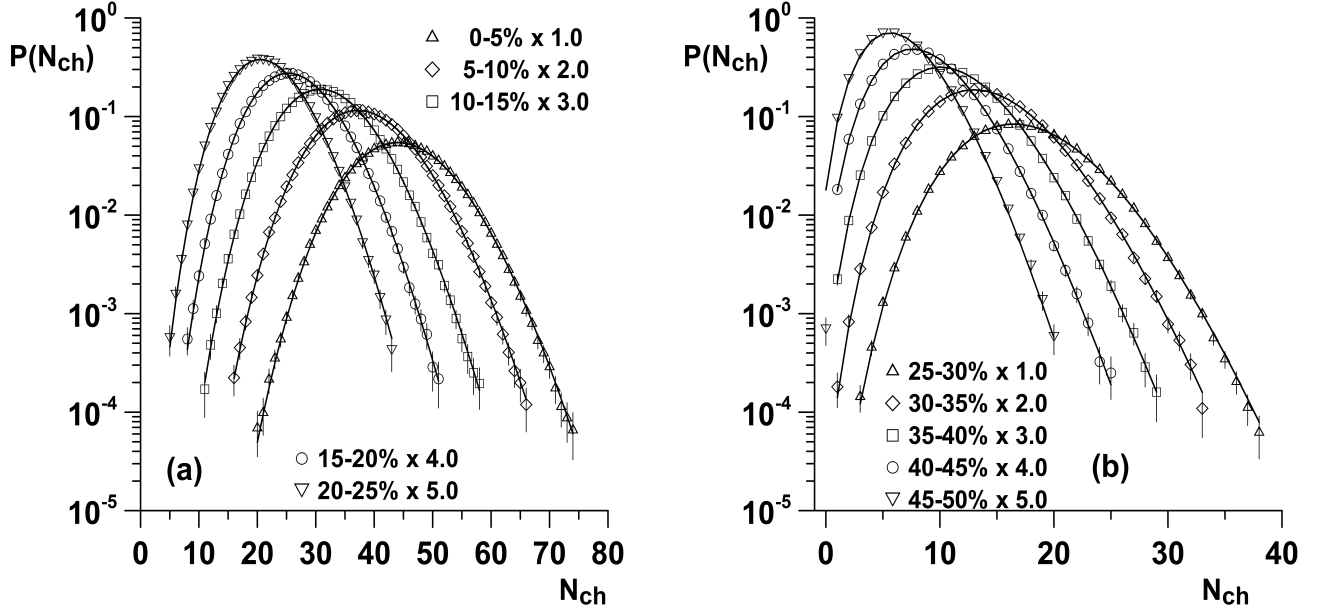 10⁰
P(Nch)
10⁻¹
10⁻²
10⁻³
10⁻⁴
10⁻⁵
0-5% x 1.0
5-10% x 2.0
10-15% x 3.0
(a)
15-20% x 4.0
20-25% x 5.0
0 10 20 30 40 50 60 70 80
Nch
10⁰
P(Nch)
10⁻¹
10⁻²
10⁻³
10⁻⁴
10⁻⁵
25-30% x 1.0
30-35% x 2.0
35-40% x 3.0
40-45% x 4.0
45-50% x 5.0
(b)
0 10 20 30 40
Nch